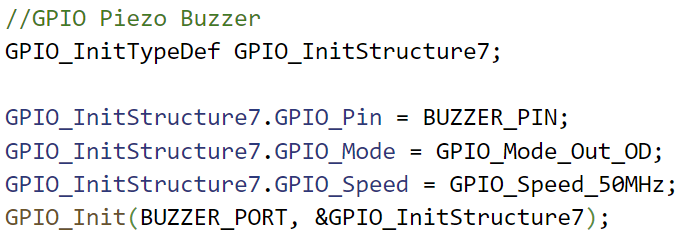 //GPIO Piezo Buzzer
GPIO_InitTypeDef GPIO_InitStructure7;
GPIO_InitStructure7.GPIO_Pin = BUZZER_PIN;
GPIO_InitStructure7.GPIO_Mode = GPIO_Mode_Out_OD;
GPIO_InitStructure7.GPIO_Speed = GPIO_Speed_50MHz;
GPIO_Init(BUZZER_PORT, &GPIO_InitStructure7);